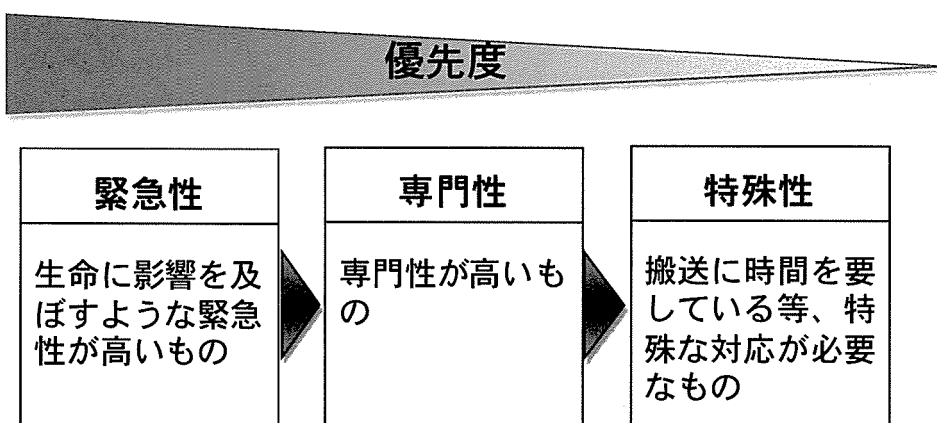 優先度
緊急性
生命に影響を及
ぼすような緊急
性が高いもの
専門性
専門性が高いも
の
特殊性
搬送に時間を要
している等、特
殊な対応が必要
なもの